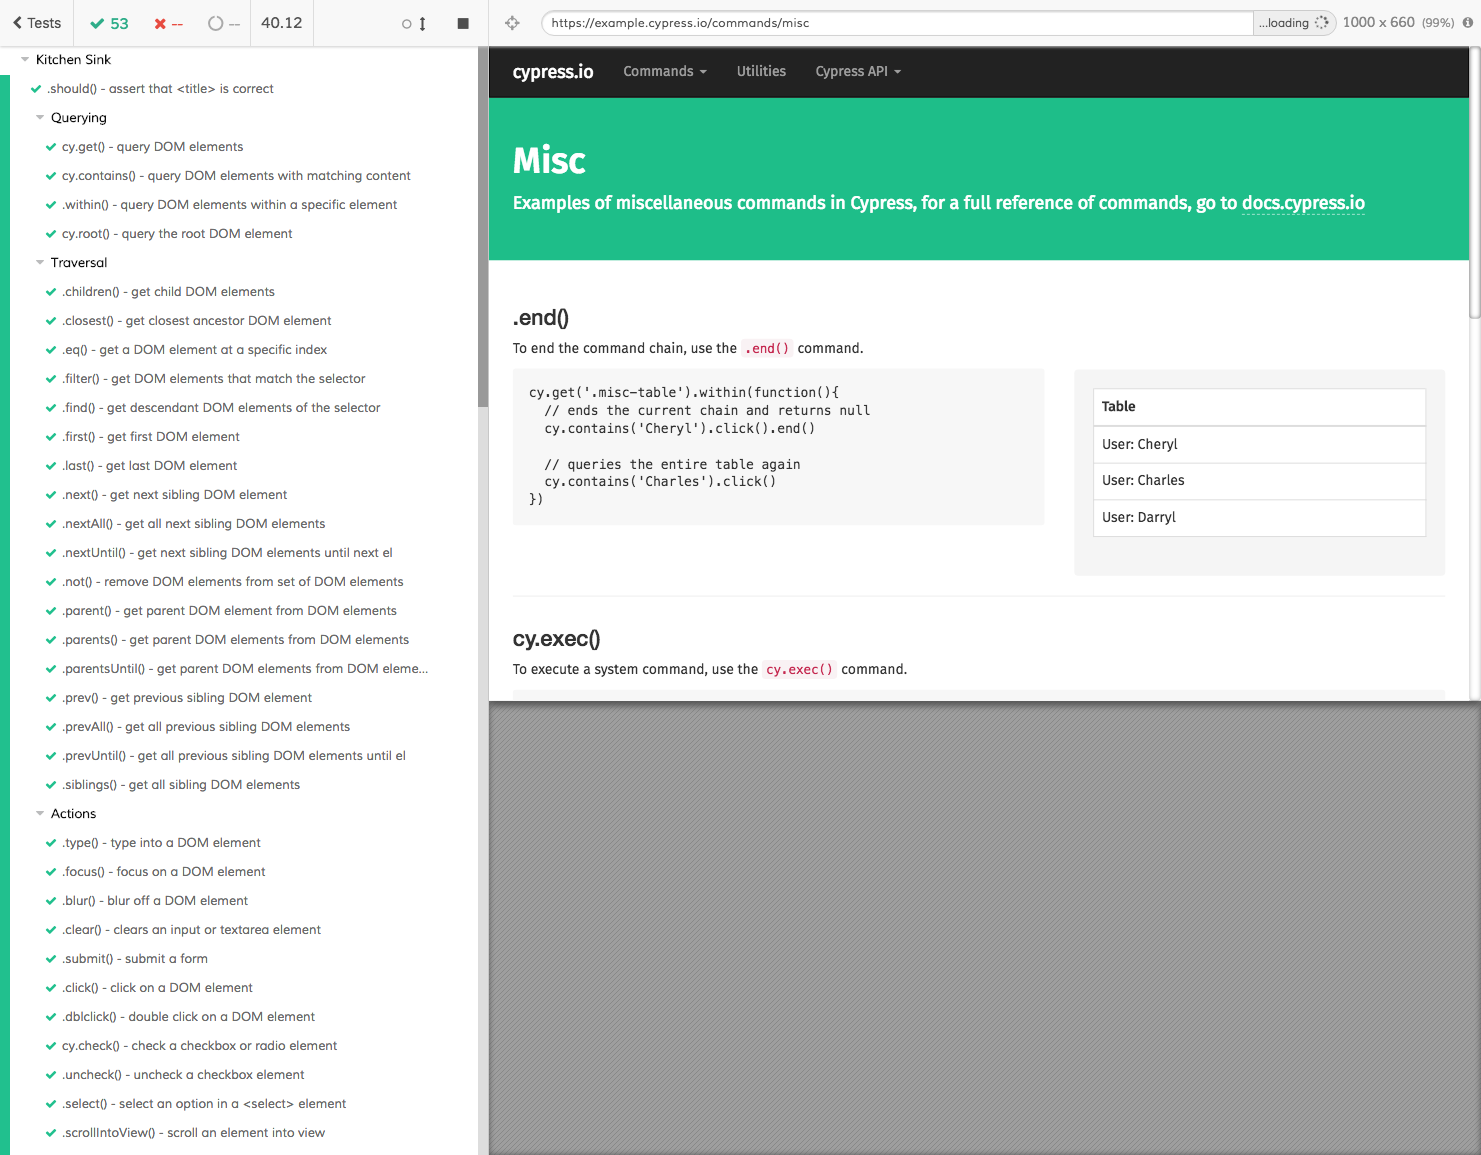 Tests 53 -- -- 40.12
https://example.cypress.io/commands/misc ...loading 1000 x 660 (99%)
Kitchen Sink
.should() - assert that <title> is correct
Querying
cy.get() - query DOM elements
cy.contains() - query DOM elements with matching content
.within() - query DOM elements within a specific element
cy.root() - query the root DOM element
Traversal
.children() - get child DOM elements
.closest() - get closest ancestor DOM element
.eq() - get a DOM element at a specific index
.filter() - get DOM elements that match the selector
.find() - get descendant DOM elements of the selector
.first() - get first DOM element
.last() - get last DOM element
.next() - get next sibling DOM element
.nextAll() - get all next sibling DOM elements
.nextUntil() - get next sibling DOM elements until next el
.not() - remove DOM elements from set of DOM elements
.parent() - get parent DOM element from DOM elements
.parents() - get parent DOM elements from DOM elements
.parentsUntil() - get parent DOM elements from DOM eleme...
.prev() - get previous sibling DOM element
.prevAll() - get all previous sibling DOM elements
.prevUntil() - get all previous sibling DOM elements until el
.siblings() - get all sibling DOM elements
Actions
.type() - type into a DOM element
.focus() - focus on a DOM element
.blur() - blur off a DOM element
.clear() - clears an input or textarea element
.submit() - submit a form
.click() - click on a DOM element
.dblclick() - double click on a DOM element
cy.check() - check a checkbox or radio element
.uncheck() - uncheck a checkbox element
.select() - select an option in a <select> element
.scrollIntoView() - scroll an element into view
cypress.io Commands Utilities Cypress API
Misc
Examples of miscellaneous commands in Cypress, for a full reference of commands, go to docs.cypress.io
.end()
To end the command chain, use the .end() command.
cy.get('.misc-table').within(function(){
// ends the current chain and returns null
cy.contains('Cheryl').click().end()
// queries the entire table again
cy.contains('Charles').click()
})
Table
User: Cheryl
User: Charles
User: Darryl
cy.exec()
To execute a system command, use the cy.exec() command.